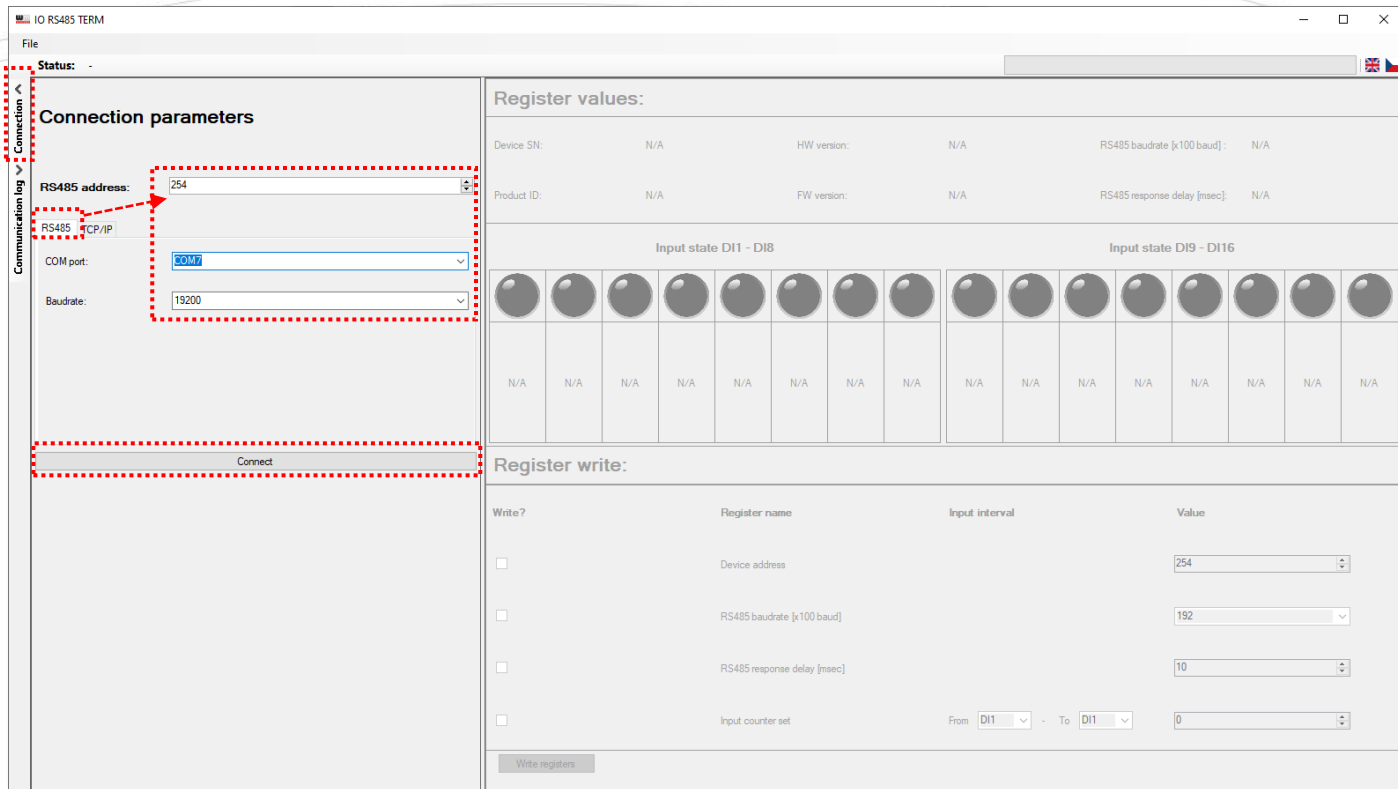 IO RS485 TERM
File
Status: -
Connection
Communication log
Connection parameters
RS485 address: 254
RS485 TCP/IP
COM port: COM7
Baudrate: 19200
Connect
Register values:
Device SN: N/A HW version: N/A RS485 baudrate [x100 baud] : N/A
Product ID: N/A FW version: N/A RS485 response delay [msec]: N/A
Input state DI1 - DI8 Input state DI9 - DI16
N/A N/A N/A N/A N/A N/A N/A N/A N/A N/A N/A N/A N/A N/A N/A N/A
Register write:
Write? Register name Input interval Value
Device address 254
RS485 baudrate [x100 baud] 192
RS485 response delay [msec] 10
Input counter set From DI1 - To DI1 0
Write registers